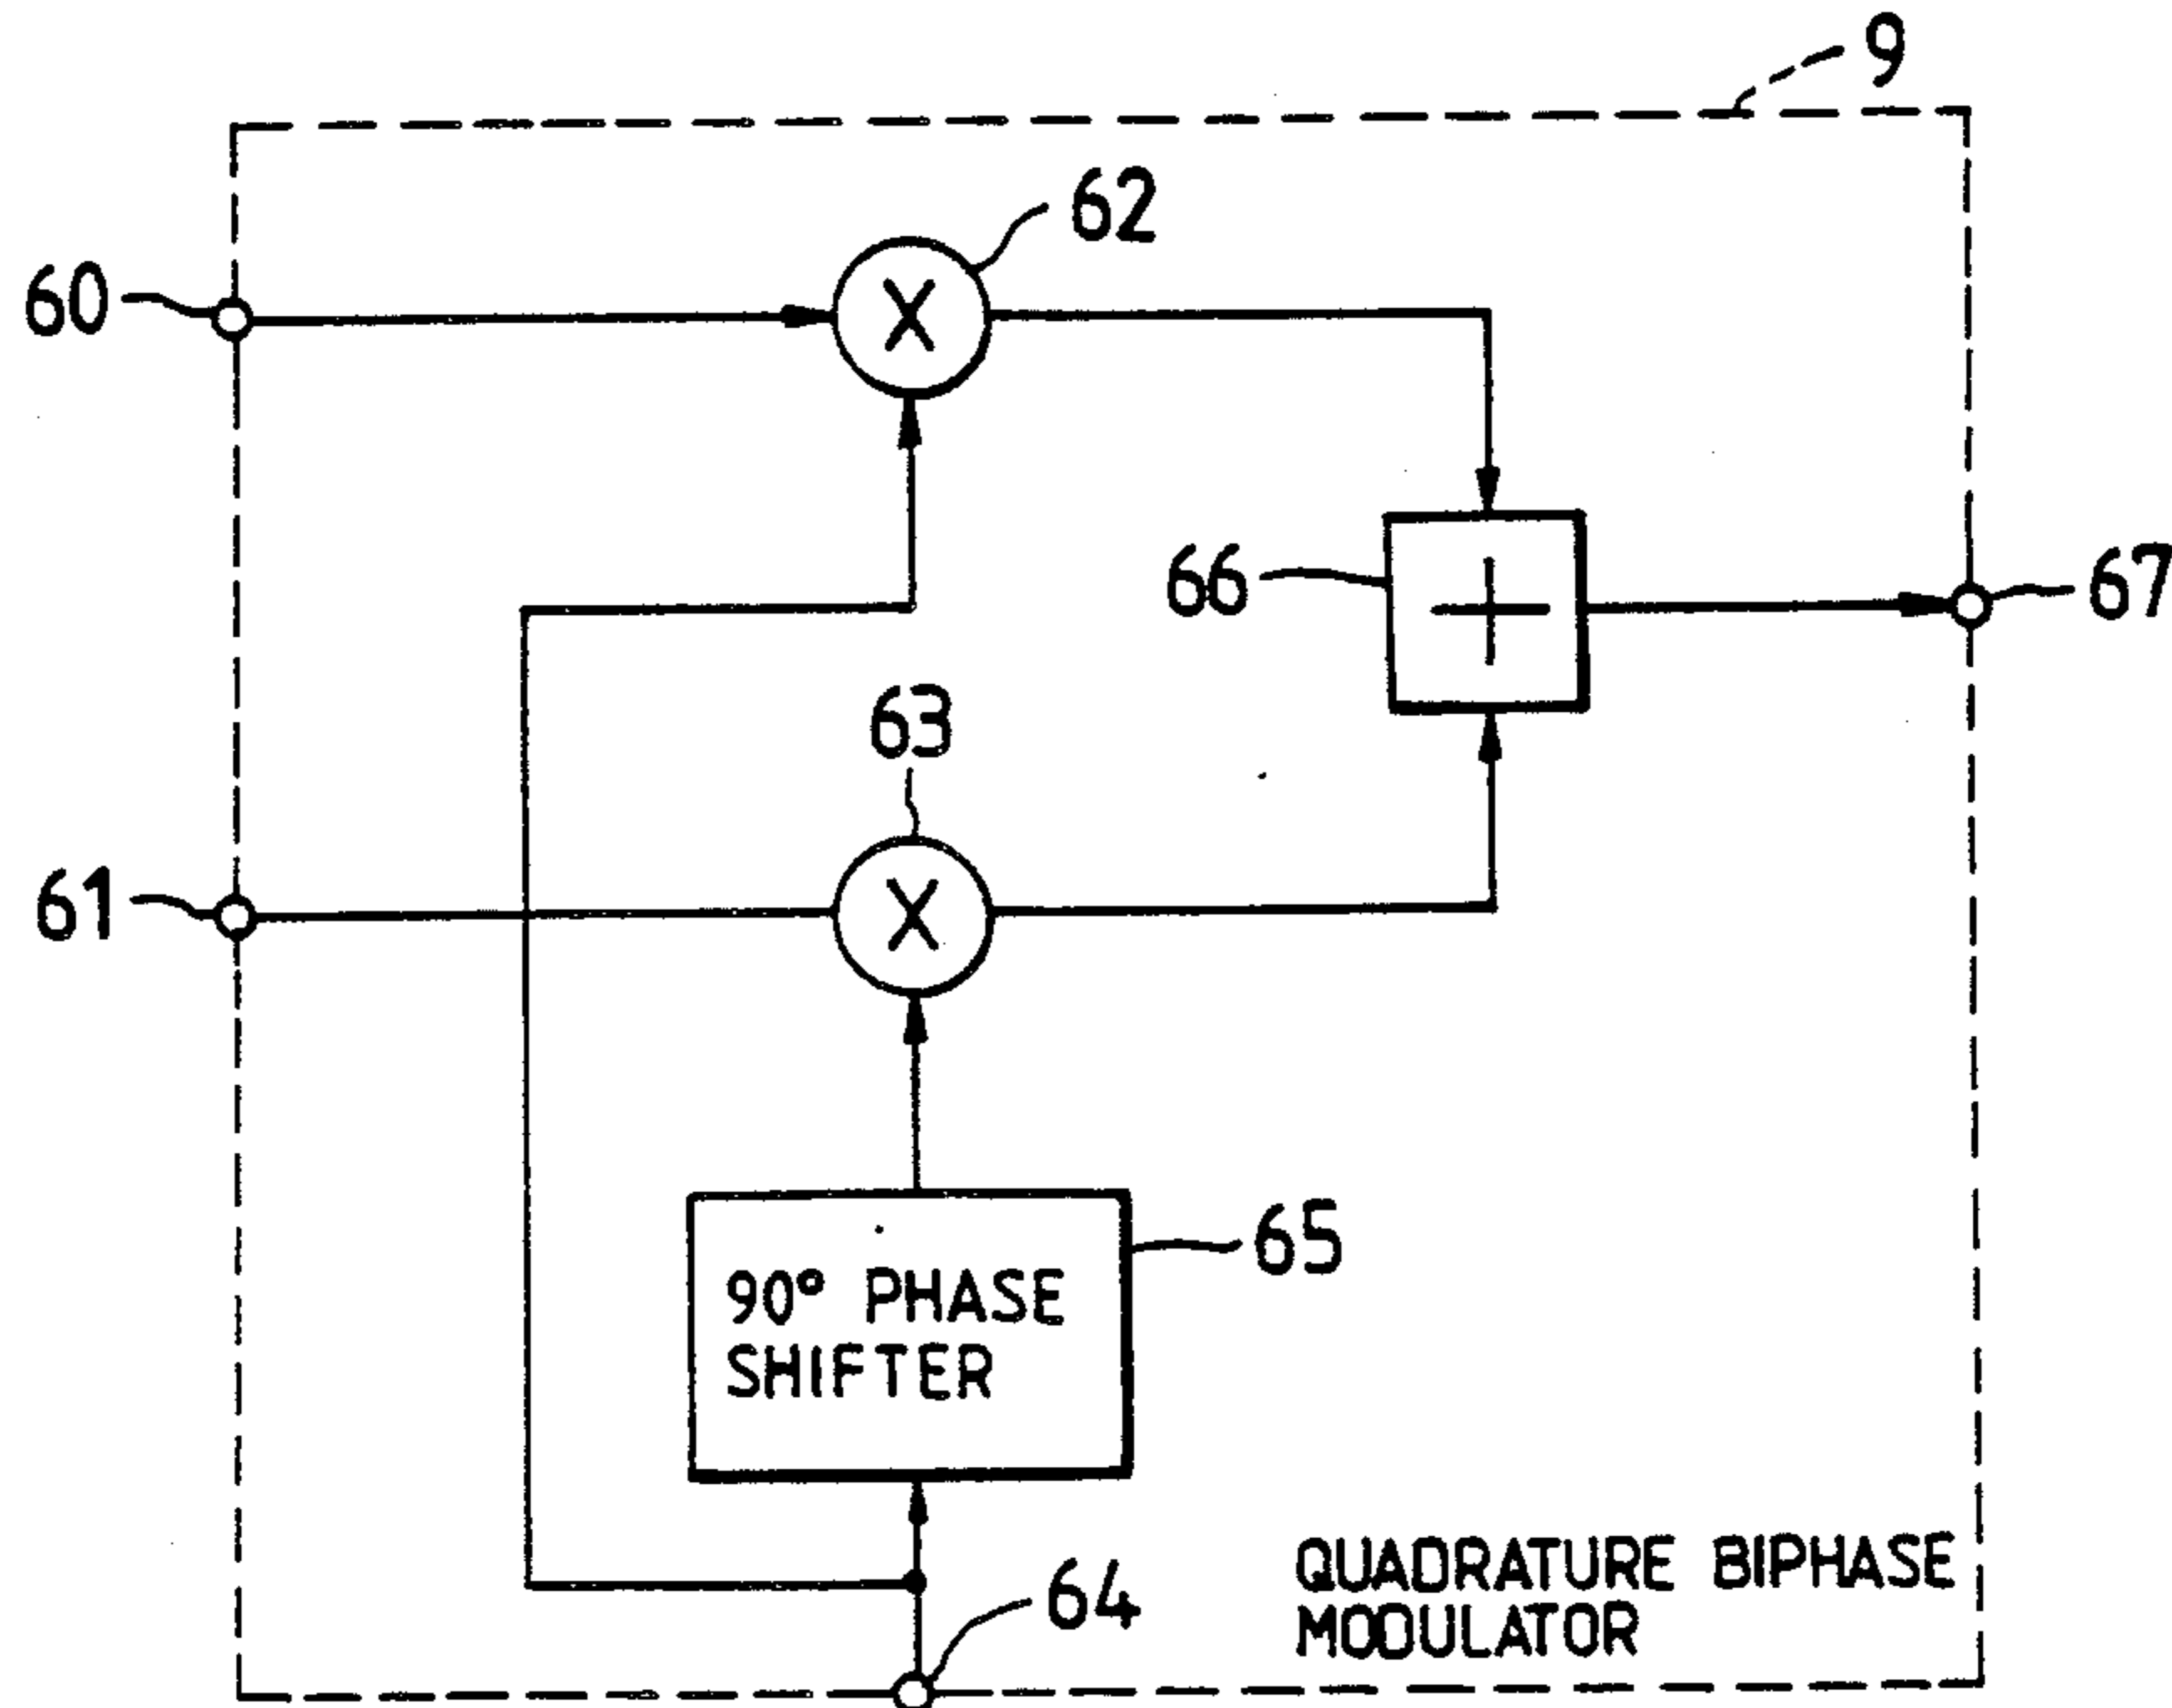 9
62
60
66
67
63
61
65
90° PHASE
SHIFTER
64
QUADRATURE BIPHASE
MODULATOR